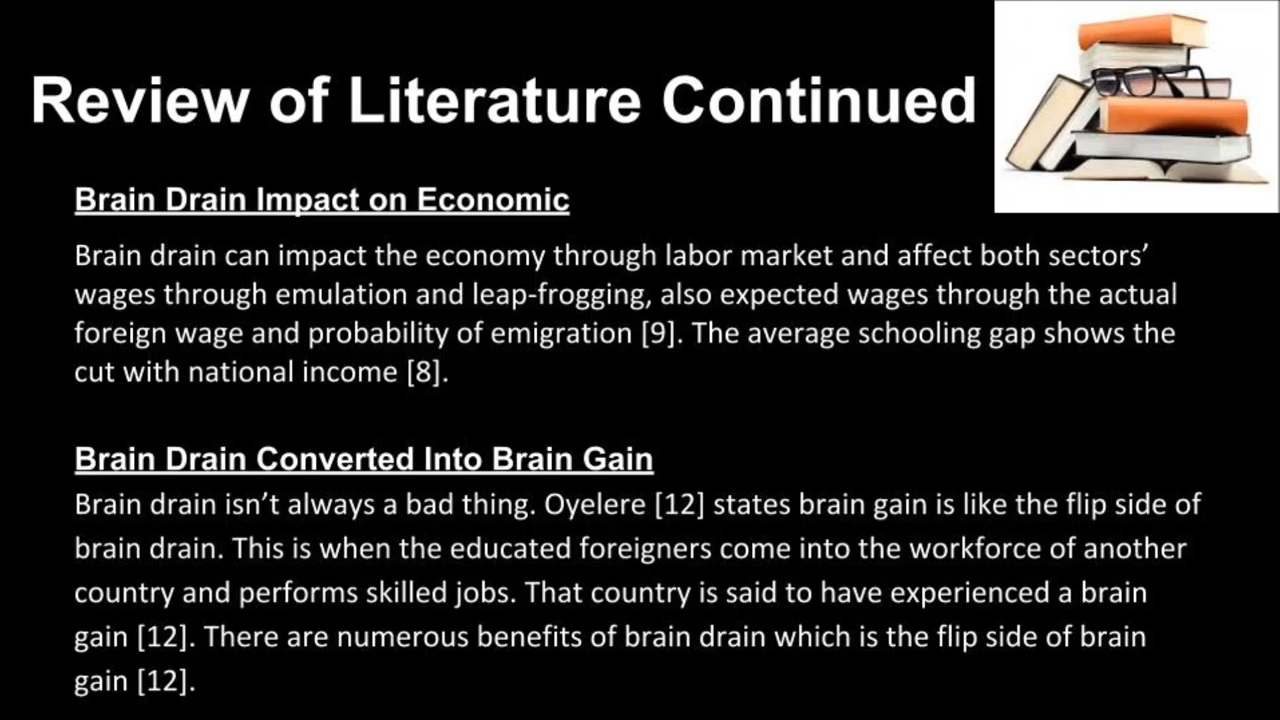 Review of Literature Continued
Brain Drain Impact on Economic
Brain drain can impact the economy through labor market and affect both sectors’
wages through emulation and leap-frogging, also expected wages through the actual
foreign wage and probability of emigration [9]. The average schooling gap shows the
cut with national income [8].
Brain Drain Converted Into Brain Gain
Brain drain isn’t always a bad thing. Oyelere [12] states brain gain is like the flip side of
brain drain. This is when the educated foreigners come into the workforce of another
country and performs skilled jobs. That country is said to have experienced a brain
gain [12]. There are numerous benefits of brain drain which is the flip side of brain
gain [12].